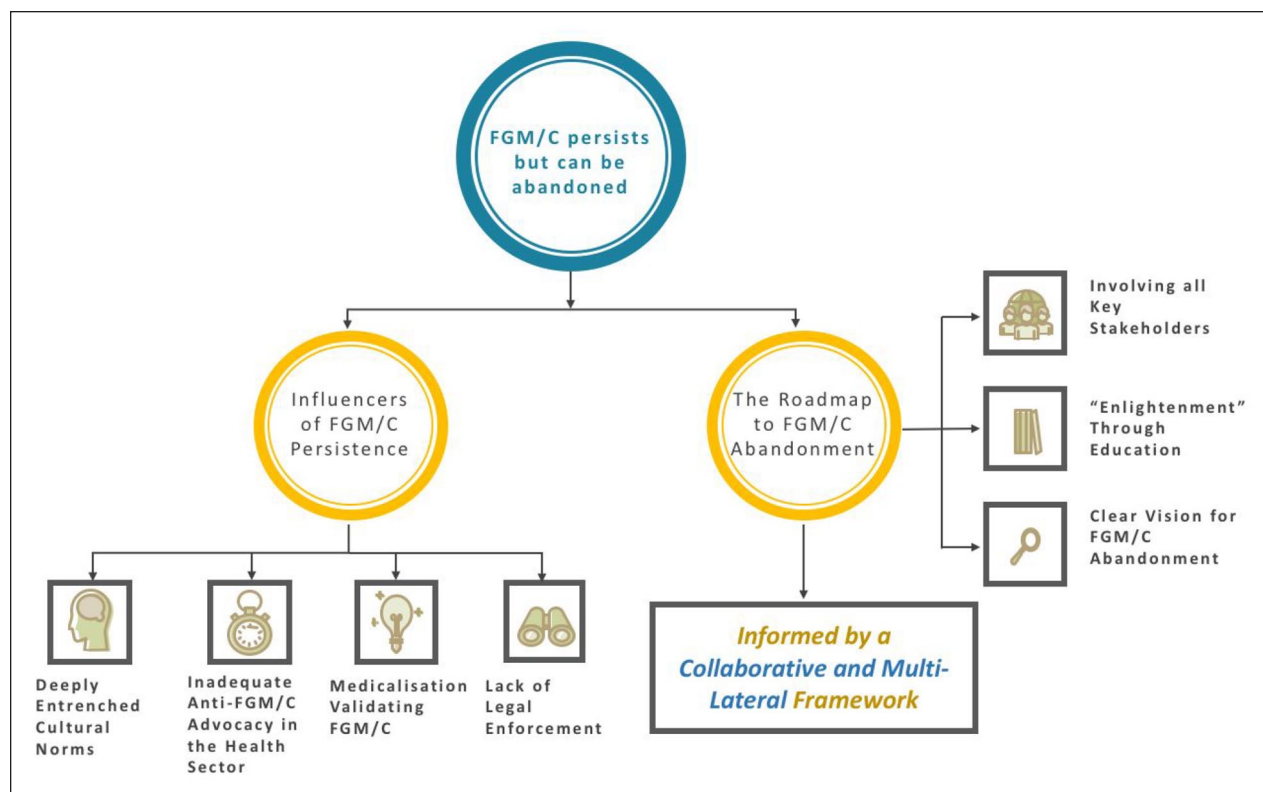 FGM/C persists
but can be
abandoned
Influencers
of FGM/C
Persistence
The Roadmap
to FGM/C
Abandonment
Involving all
Key
Stakeholders
“Enlightenment”
Through
Education
Clear Vision for
FGM/C
Abandonment
Deeply
Entrenched
Cultural
Norms
Inadequate
Anti-FGM/C
Advocacy in
the Health
Sector
Medicalisation
Validating
FGM/C
Lack of
Legal
Enforcement
Informed by a
Collaborative and Multi-
Lateral Framework